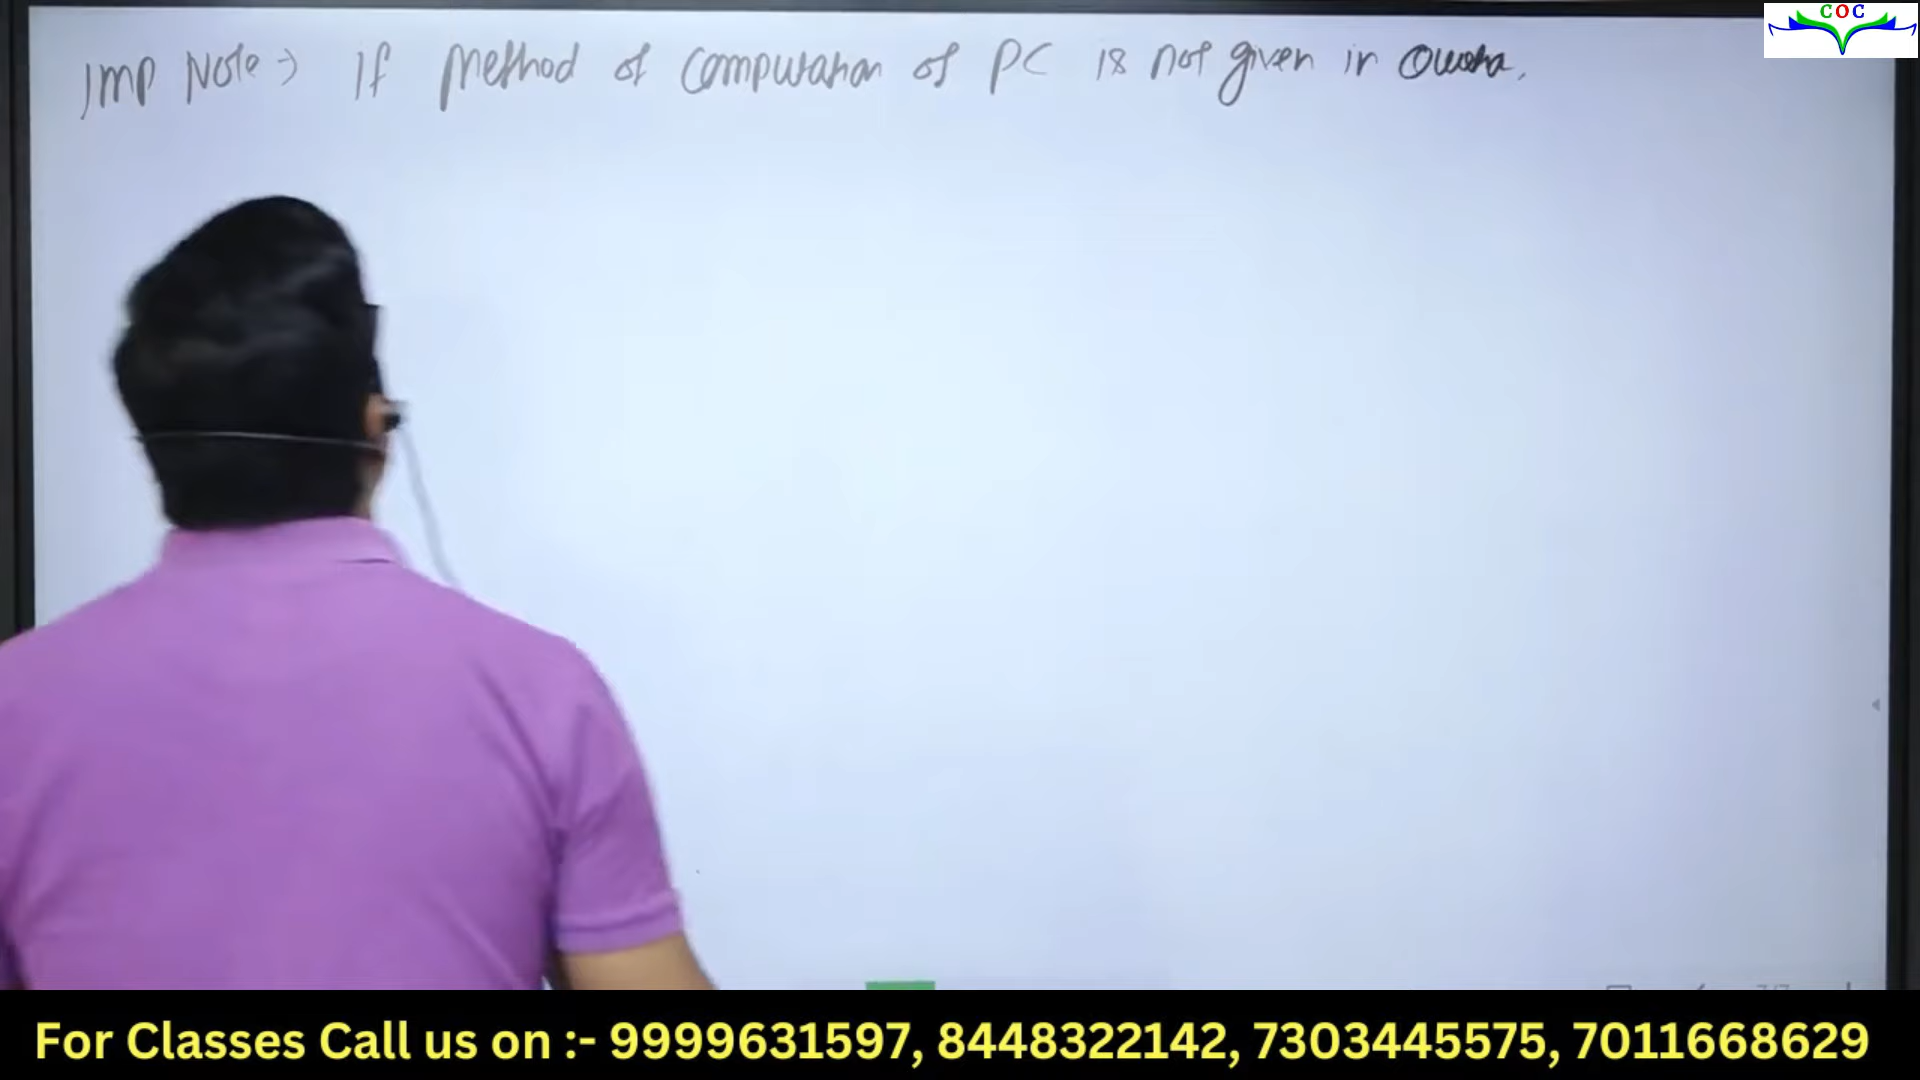 COC
Imp Note → If Method of Computation of PC is not given in
For Classes Call us on :- 9999631597, 8448322142, 7303445575, 7011668629